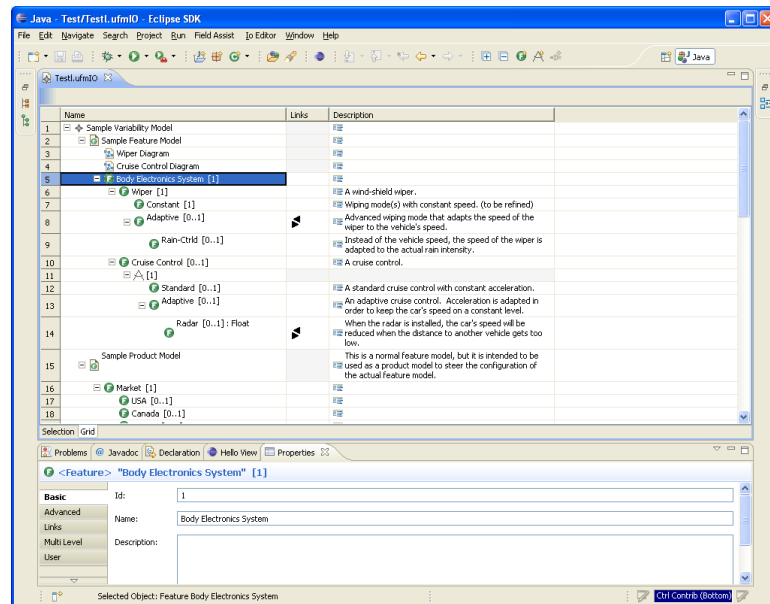 Java - Test/Testl.ufmIO - Eclipse SDK
File Edit Navigate Search Project Run Field Assist Io Editor Window Help
Java
Testl.ufmIO
Name Links Description
1 Sample Variability Model
2 Sample Feature Model
3 Wiper Diagram
4 Cruise Control Diagram
5 Body Electronics System [1]
6 Wiper [1] A wind-shield wiper.
7 Constant [1] Wiping mode(s) with constant speed. (to be refined)
8 Adaptive [0..1] Advanced wiping mode that adapts the speed of the
wiper to the vehicle's speed.
9 Rain-Ctrld [0..1] Instead of the vehicle speed, the speed of the wiper is
adapted to the actual rain intensity.
10 Cruise Control [0..1] A cruise control.
11 [1]
12 Standard [0..1] A standard cruise control with constant acceleration.
13 Adaptive [0..1] An adaptive cruise control. Acceleration is adapted in
order to keep the car's speed on a constant level.
14 Radar [0..1] : Float When the radar is installed, the car's speed will be
reduced when the distance to another vehicle gets too
low.
15 Sample Product Model This is a normal feature model, but it is intended to be
used as a product model to steer the configuration of
the actual feature model.
16 Market [1]
17 USA [0..1]
18 Canada [0..1]
Selection Grid
Problems @ Javadoc Declaration Hello View Properties
<Feature> "Body Electronics System" [1]
Basic
Advanced
Links
Multi Level
User
Id: 1
Name: Body Electronics System
Description:
Selected Object: Feature Body Electronics System
Ctrl Contrib (Bottom)